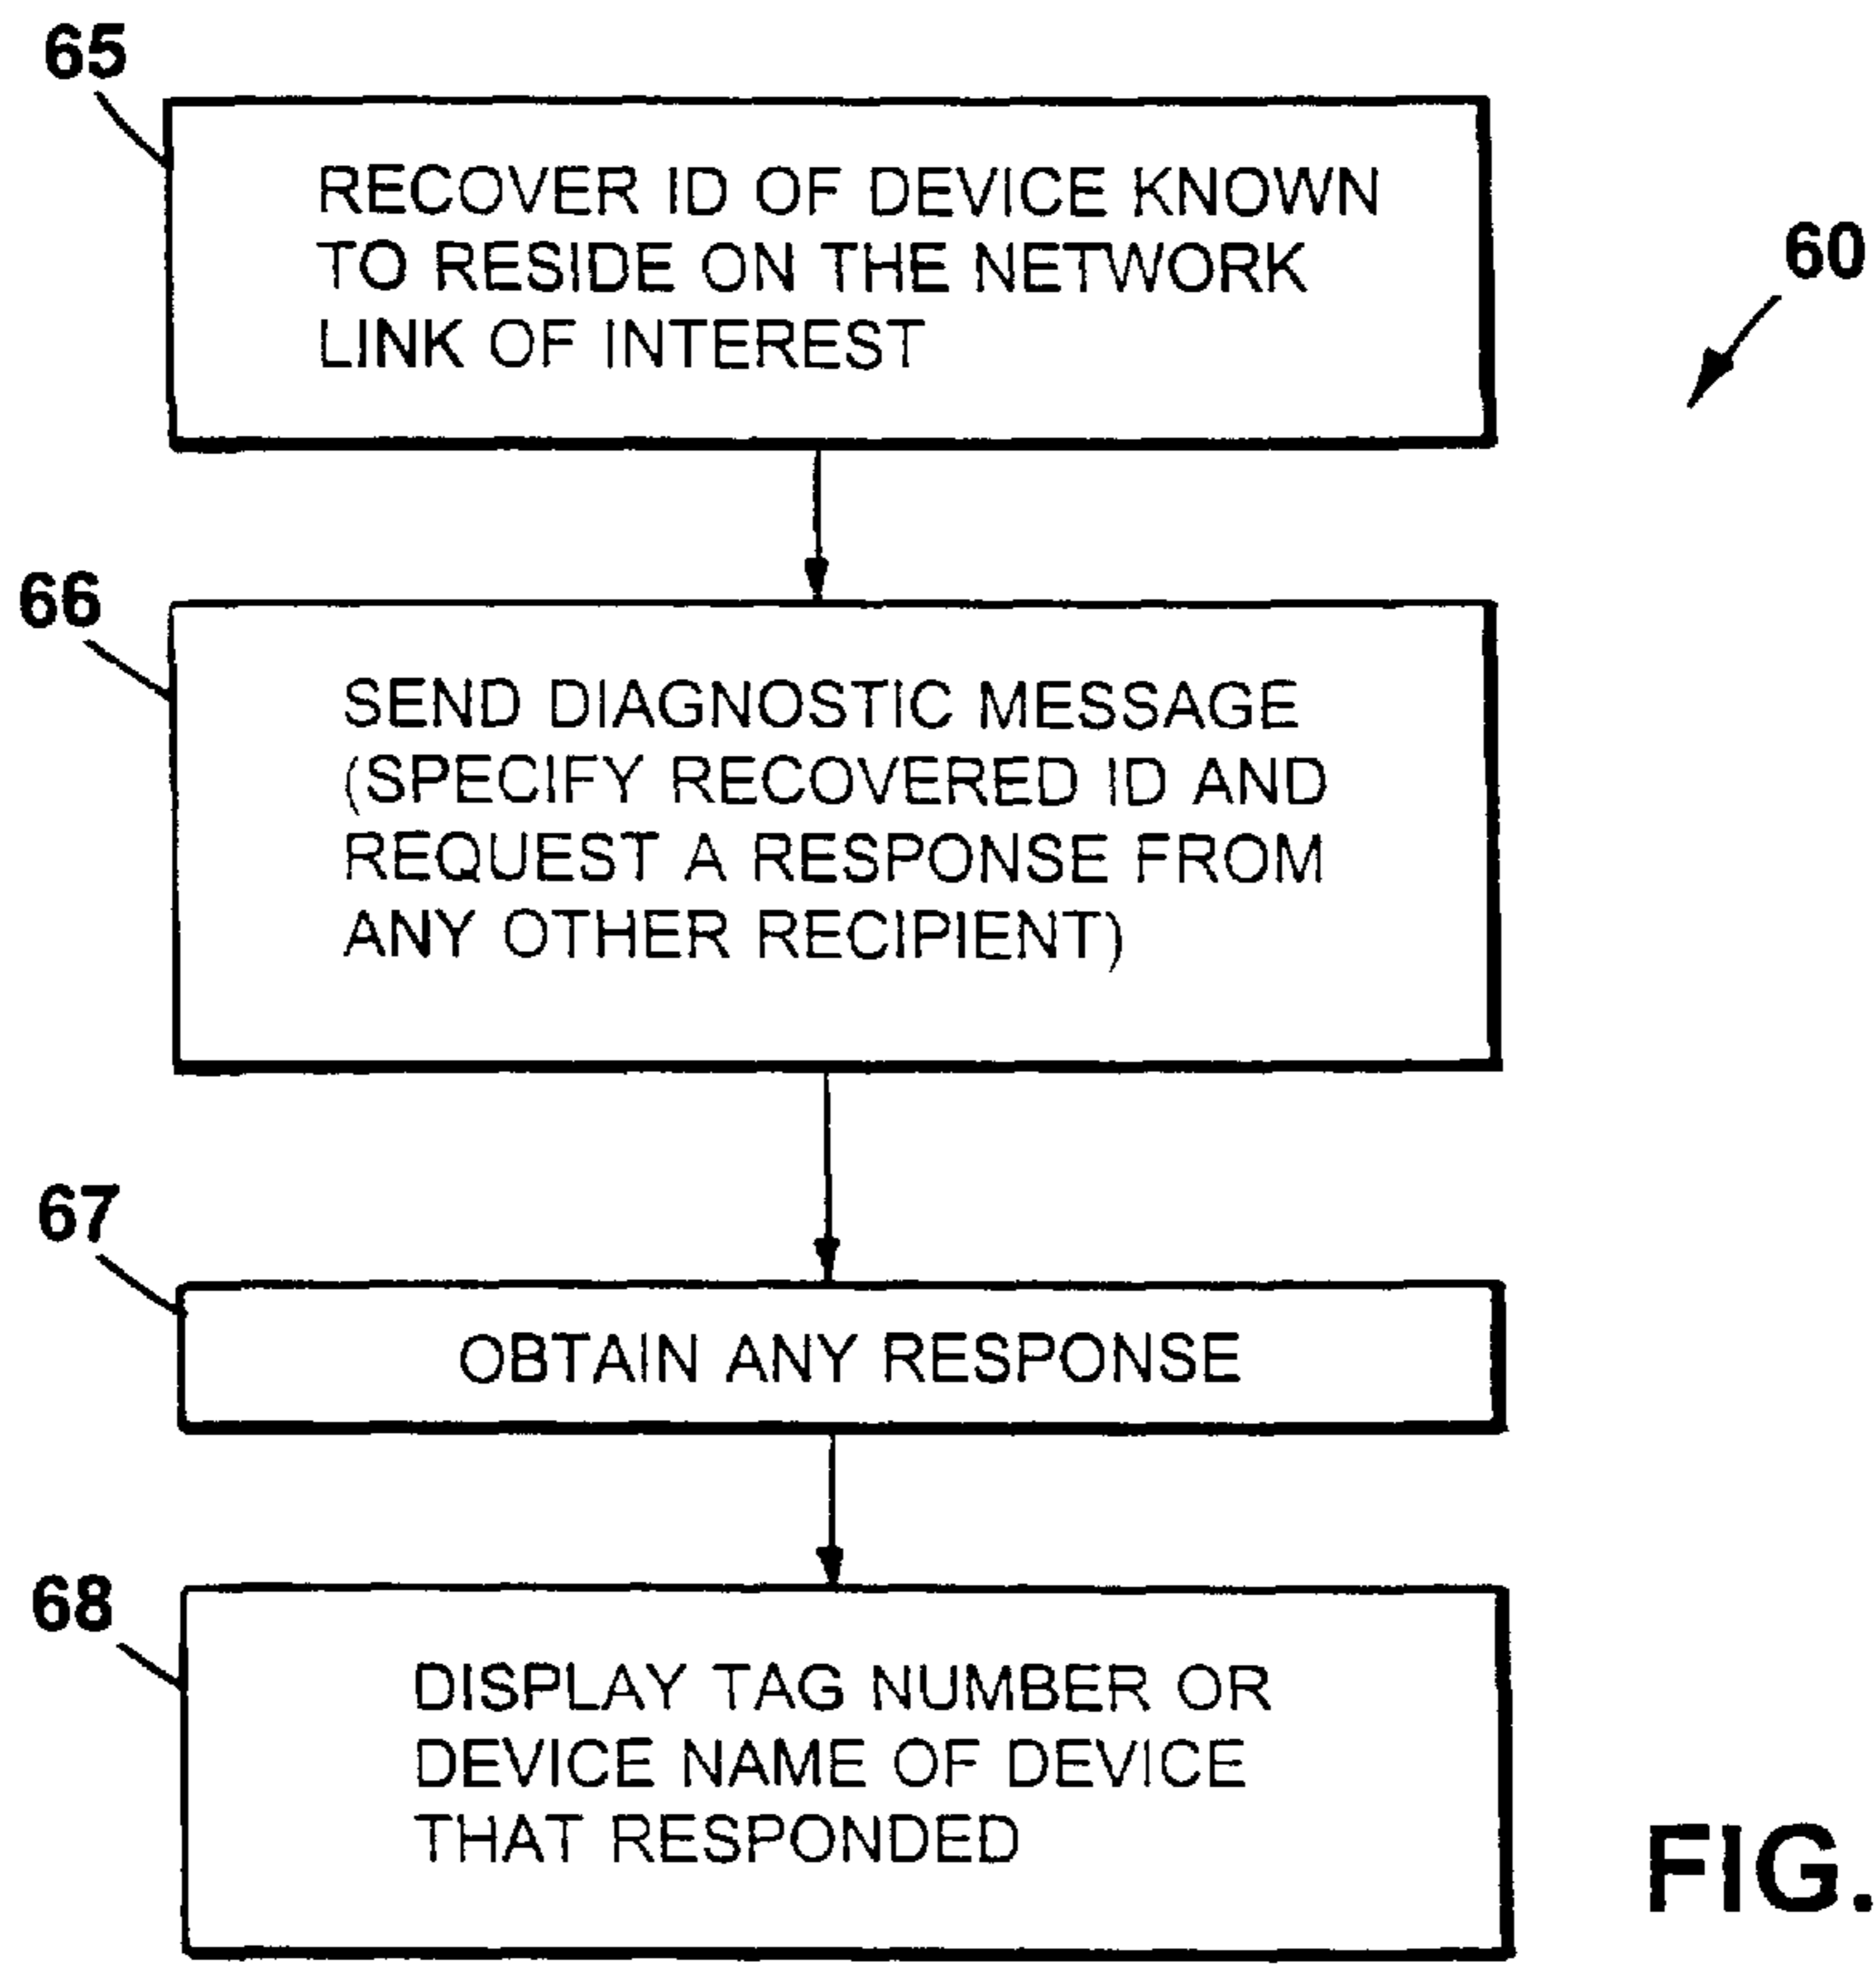 65
RECOVER ID OF DEVICE KNOWN
TO RESIDE ON THE NETWORK
LINK OF INTEREST
60
66
SEND DIAGNOSTIC MESSAGE
(SPECIFY RECOVERED ID AND
REQUEST A RESPONSE FROM
ANY OTHER RECIPIENT)
67
OBTAIN ANY RESPONSE
68
DISPLAY TAG NUMBER OR
DEVICE NAME OF DEVICE
THAT RESPONDED
FIG.